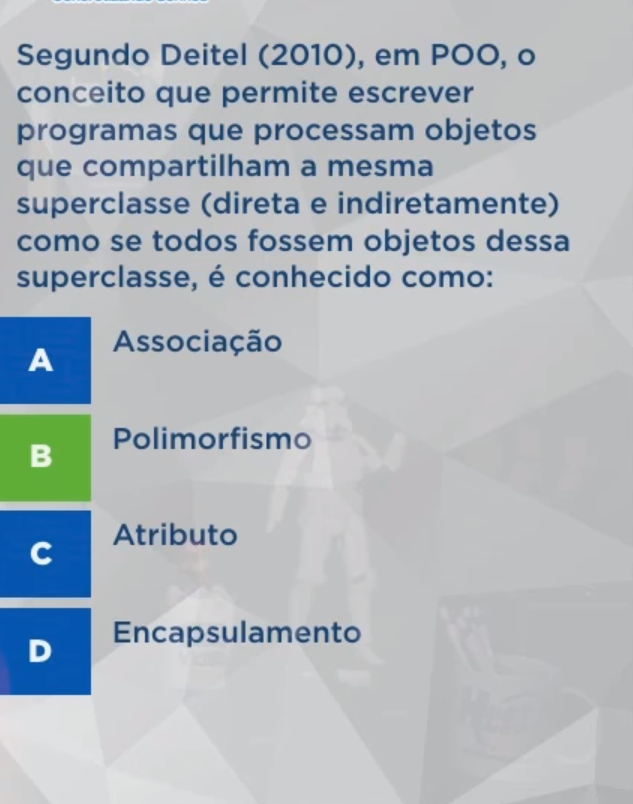 Segundo Deitel (2010), em POO, o
conceito que permite escrever
programas que processam objetos
que compartilham a mesma
superclasse (direta e indiretamente)
como se todos fossem objetos dessa
superclasse, é conhecido como:
A Associação
B Polimorfismo
C Atributo
D Encapsulamento